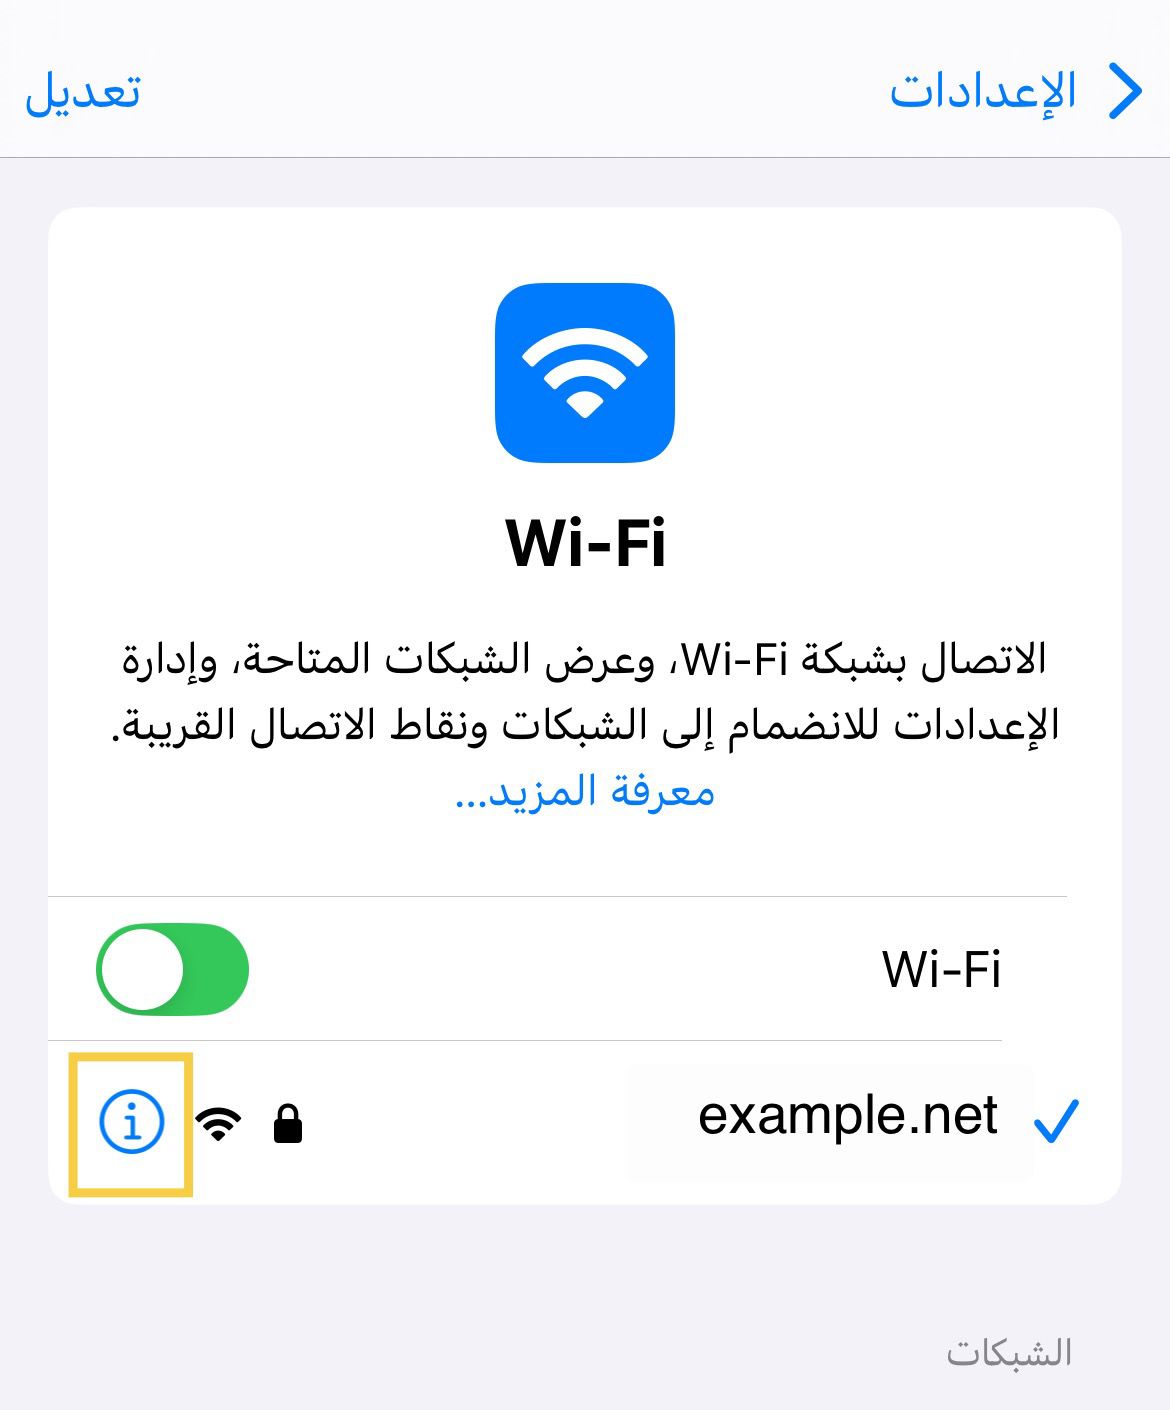 الإعدادات
تعديل
Wi-Fi
الاتصال بشبكة Wi-Fi، وعرض الشبكات المتاحة، وإدارة
الإعدادات للانضمام إلى الشبكات ونقاط الاتصال القريبة.
معرفة المزيد...
Wi-Fi
example.net
الشبكات